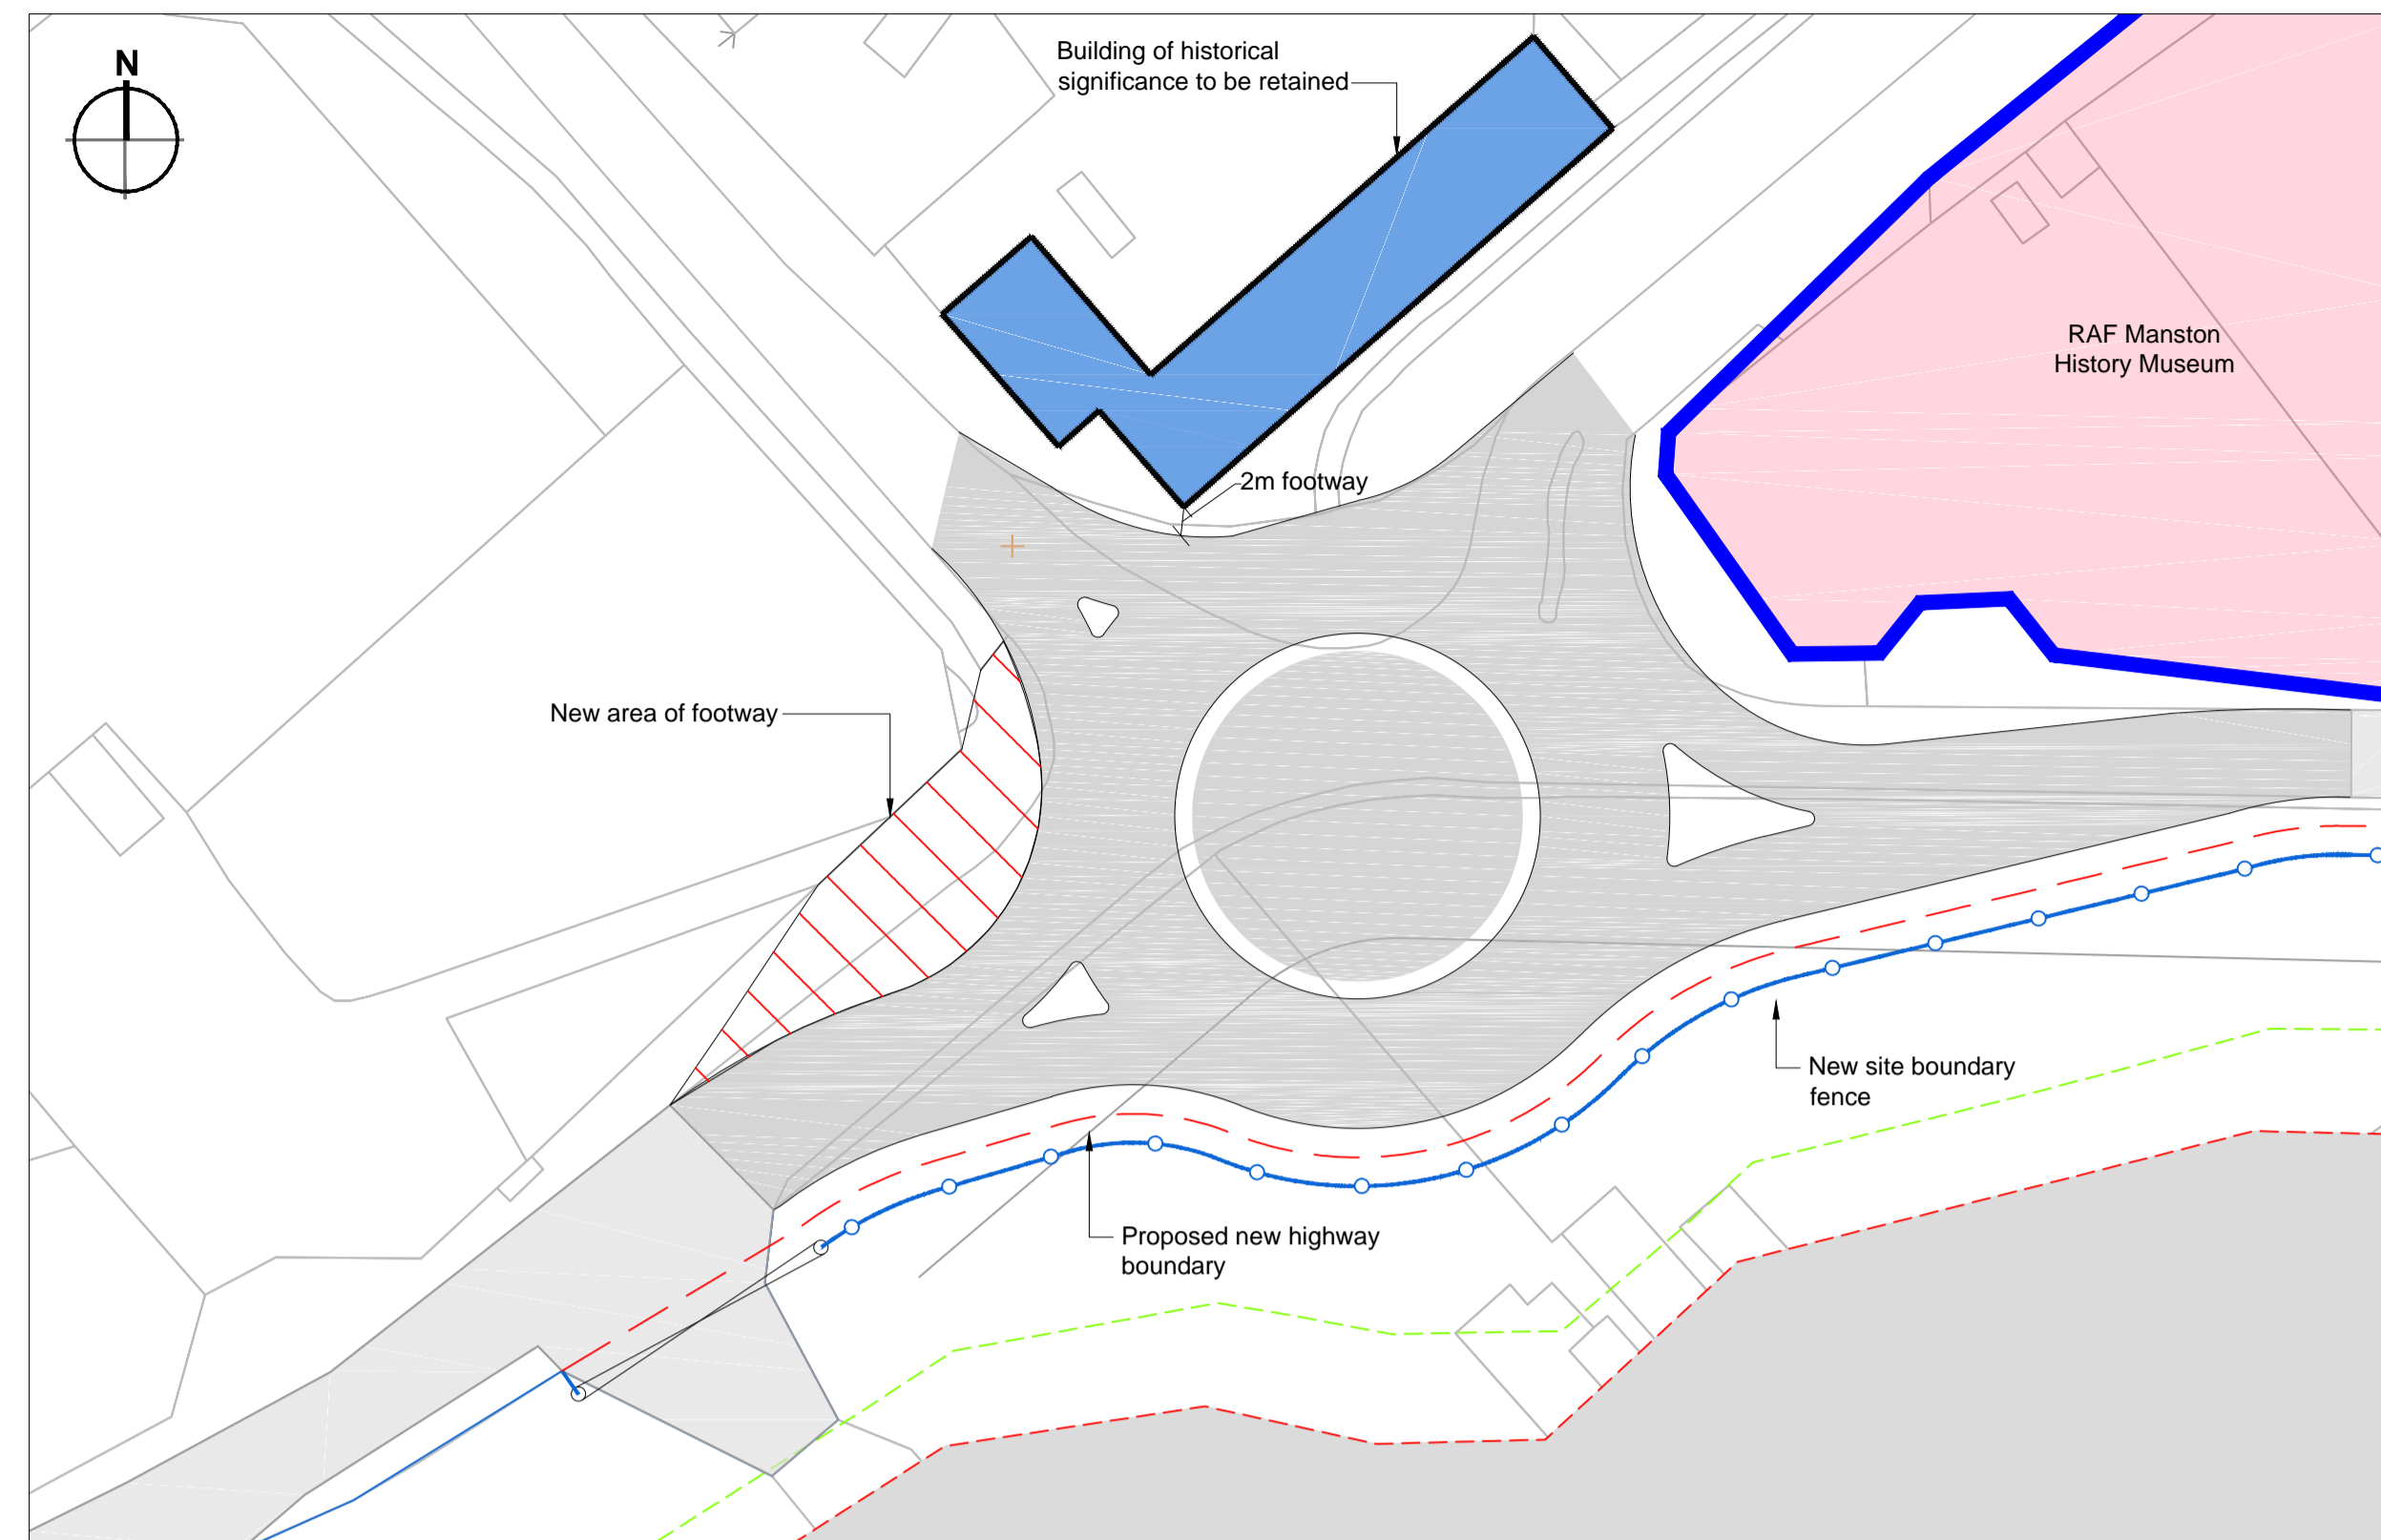 N
Building of historical
significance to be retained
RAF Manston
History Museum
2m footway
New area of footway
New site boundary
fence
Proposed new highway
boundary